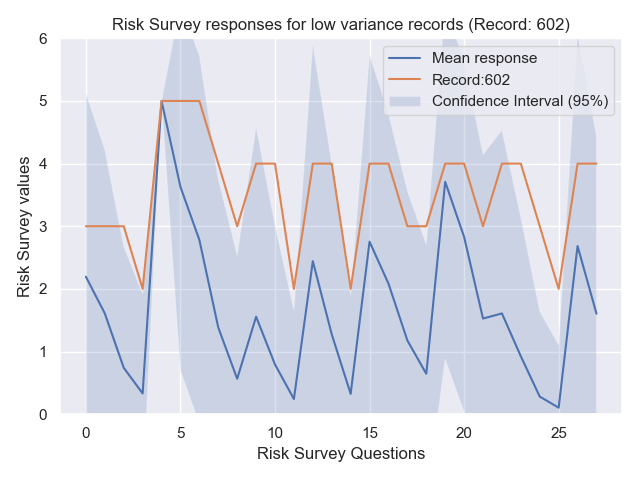 Risk Survey responses for low variance records (Record: 602)
Mean response
Record:602
Confidence Interval (95%)
Risk Survey values
6
5
4
3
2
1
0
0 5 10 15 20 25
Risk Survey Questions